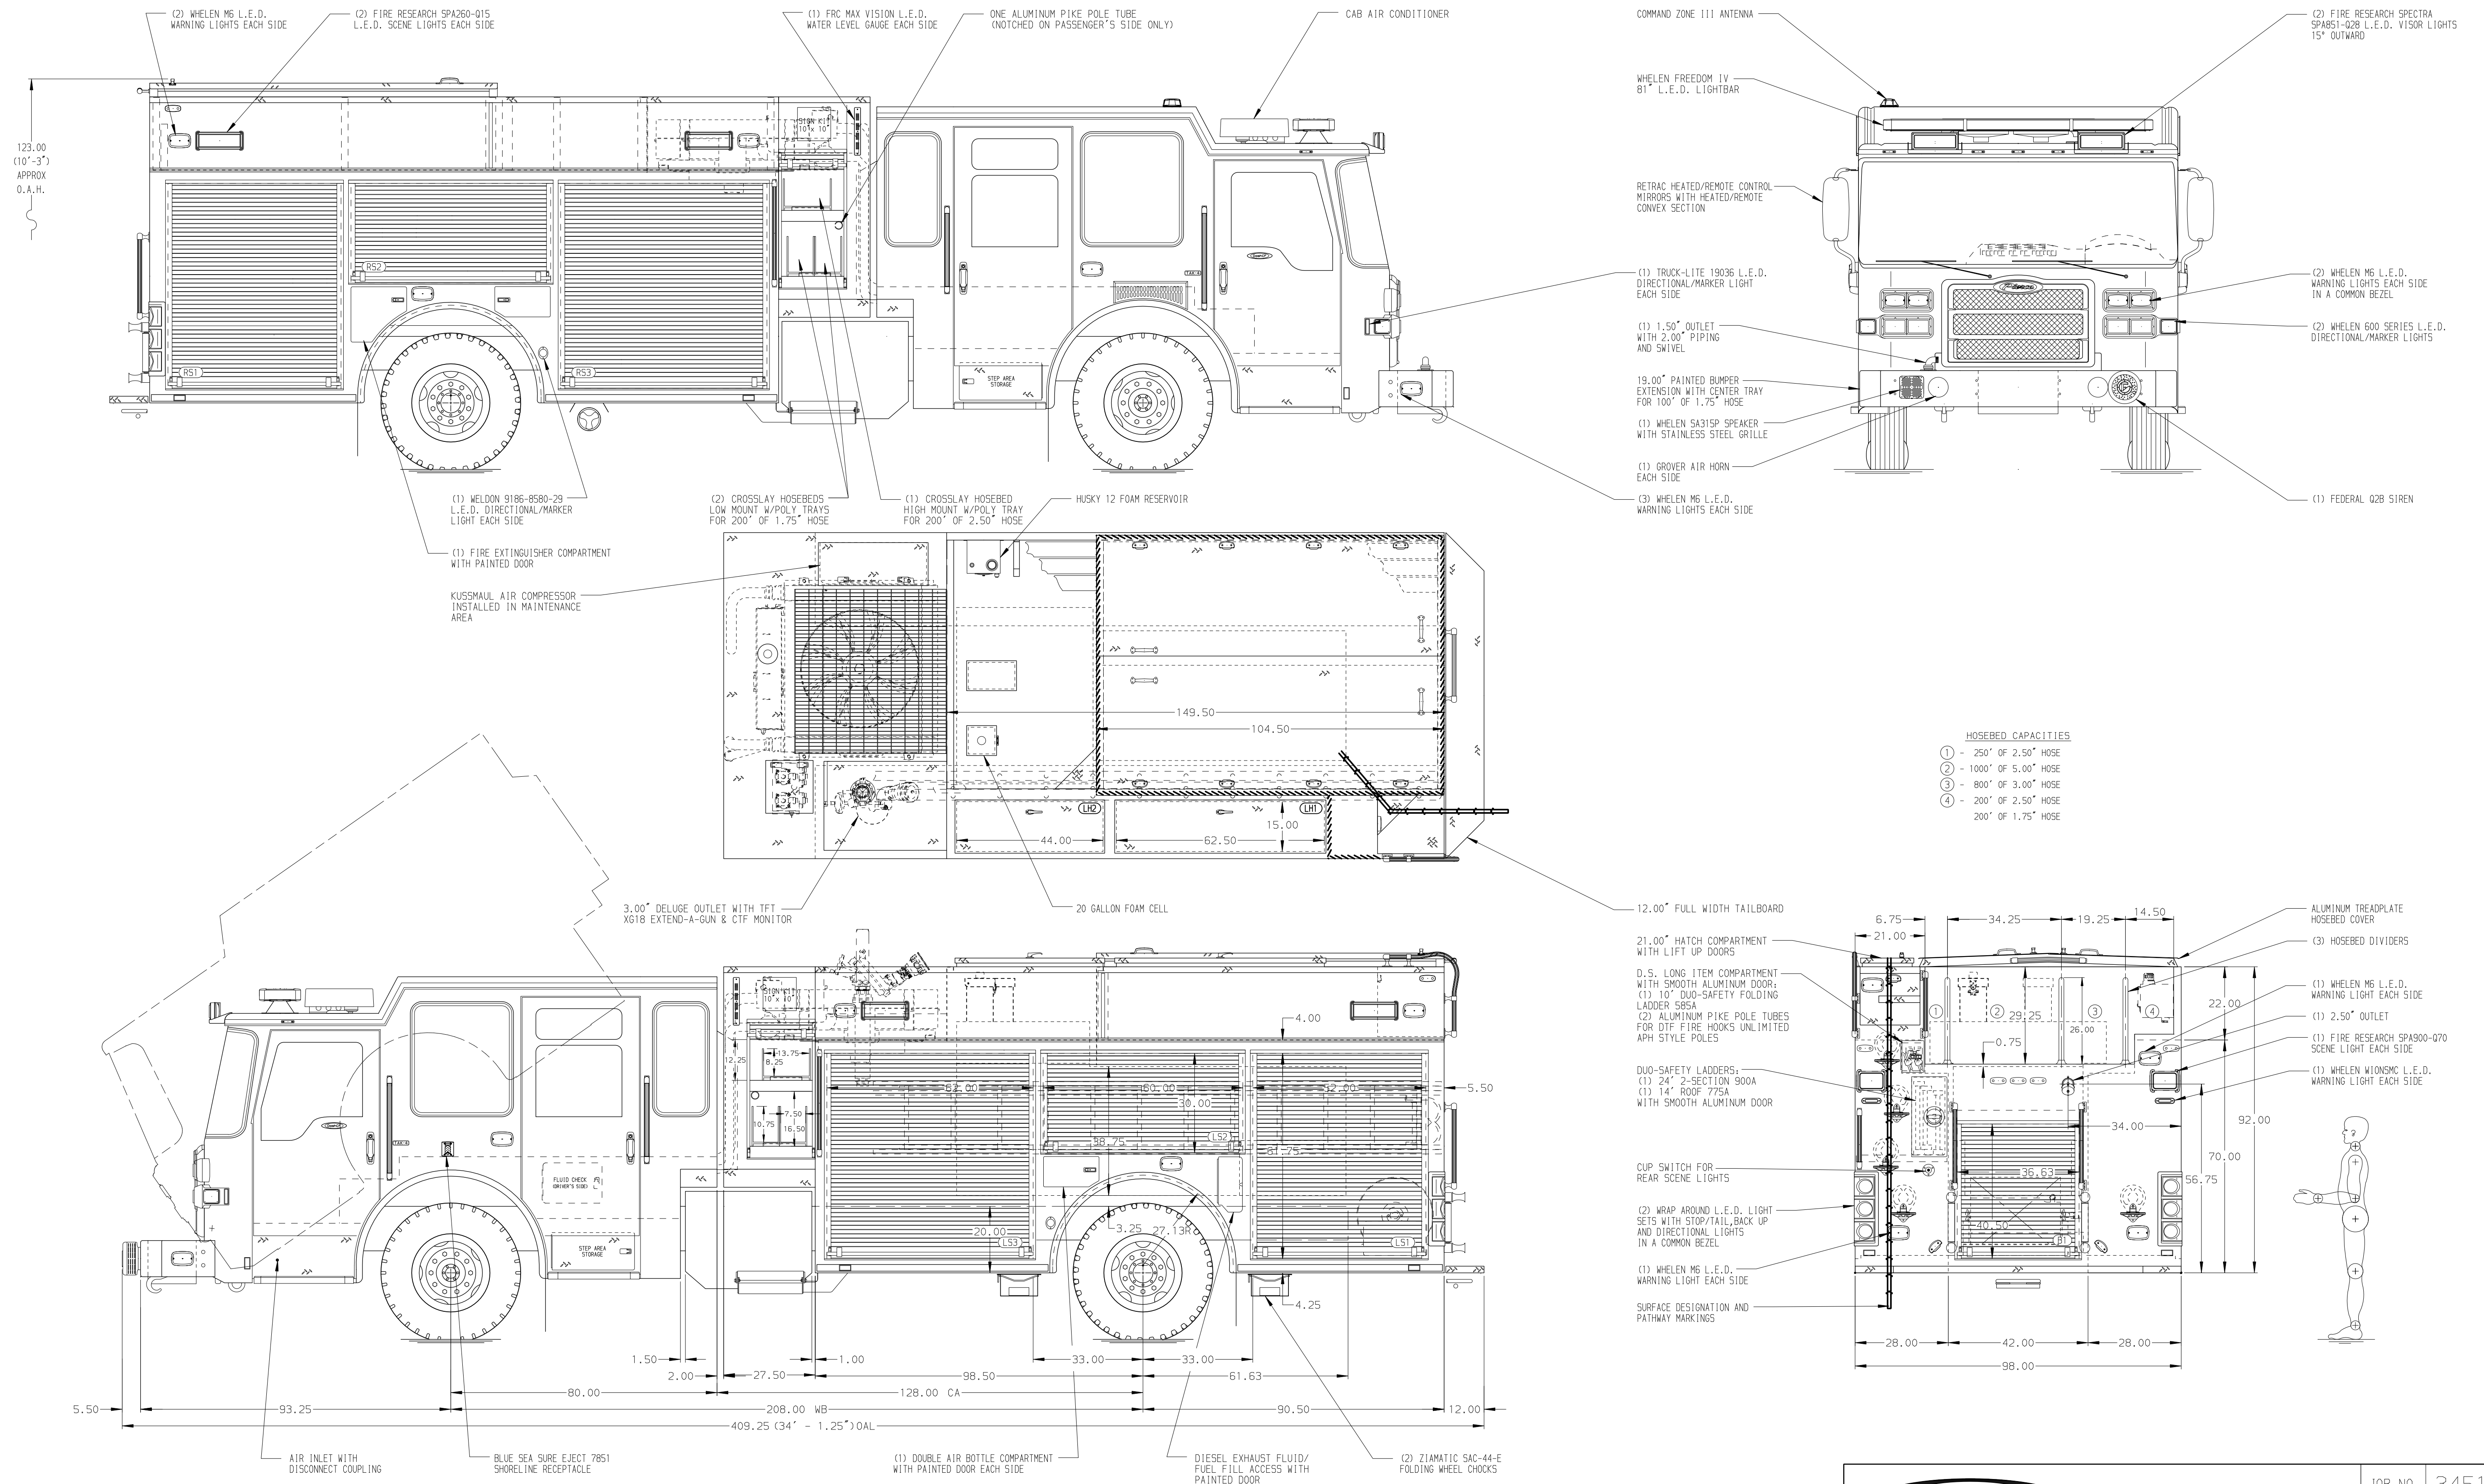 (2) WHELEN M6 L.E.D.
WARNING LIGHTS EACH SIDE
(2) FIRE RESEARCH SPA260-Q15
L.E.D. SCENE LIGHTS EACH SIDE
(1) FRC MAX VISION L.E.D.
WATER LEVEL GAUGE EACH SIDE
ONE ALUMINUM PIKE POLE TUBE
(NOTCHED ON PASSENGER'S SIDE ONLY)
CAB AIR CONDITIONER
COMMAND ZONE III ANTENNA
(2) FIRE RESEARCH SPECTRA
SPA851-Q28 L.E.D. VISOR LIGHTS
15° OUTWARD
WHELEN FREEDOM IV
81" L.E.D. LIGHTBAR
123.00
(10'-3")
APPROX
O.A.H.
SIGN KIT
10" x 10"
RETRAC HEATED/REMOTE CONTROL
MIRRORS WITH HEATED/REMOTE
CONVEX SECTION
RS2
RS1
RS3
TAK-4
STEP AREA
STORAGE
Pierce
(1) TRUCK-LITE 19036 L.E.D.
DIRECTIONAL/MARKER LIGHT
EACH SIDE
(2) WHELEN M6 L.E.D.
WARNING LIGHTS EACH SIDE
IN A COMMON BEZEL
(1) 1.50" OUTLET
WITH 2.00" PIPING
AND SWIVEL
(2) WHELEN 600 SERIES L.E.D.
DIRECTIONAL/MARKER LIGHTS
19.00" PAINTED BUMPER
EXTENSION WITH CENTER TRAY
FOR 100' OF 1.75" HOSE
(1) WHELEN SA315P SPEAKER
WITH STAINLESS STEEL GRILLE
(1) GROVER AIR HORN
EACH SIDE
(3) WHELEN M6 L.E.D.
WARNING LIGHTS EACH SIDE
(1) FEDERAL Q2B SIREN
(1) WELDON 9186-8580-29
L.E.D. DIRECTIONAL/MARKER
LIGHT EACH SIDE
(2) CROSSLAY HOSEBEDS
LOW MOUNT W/POLY TRAYS
FOR 200' OF 1.75" HOSE
(1) CROSSLAY HOSEBED
HIGH MOUNT W/POLY TRAY
FOR 200' OF 2.50" HOSE
HUSKY 12 FOAM RESERVOIR
(1) FIRE EXTINGUISHER COMPARTMENT
WITH PAINTED DOOR
KUSSMAUL AIR COMPRESSOR
INSTALLED IN MAINTENANCE
AREA
149.50
104.50
LH2
LH1
15.00
44.00
62.50
HOSEBED CAPACITIES
1 - 250' OF 2.50" HOSE
2 - 1000' OF 5.00" HOSE
3 - 800' OF 3.00" HOSE
4 - 200' OF 2.50" HOSE
200' OF 1.75" HOSE
3.00" DELUGE OUTLET WITH TFT
XG18 EXTEND-A-GUN & CTF MONITOR
20 GALLON FOAM CELL
12.00" FULL WIDTH TAILBOARD
21.00" HATCH COMPARTMENT
WITH LIFT UP DOORS
D.S. LONG ITEM COMPARTMENT
WITH SMOOTH ALUMINUM DOOR:
(1) 10' DUO-SAFETY FOLDING
LADDER 585A
(2) ALUMINUM PIKE POLE TUBES
FOR DTF FIRE HOOKS UNLIMITED
APH STYLE POLES
DUO-SAFETY LADDERS:
(1) 24' 2-SECTION 900A
(1) 14' ROOF 775A
WITH SMOOTH ALUMINUM DOOR
CUP SWITCH FOR
REAR SCENE LIGHTS
(2) WRAP AROUND L.E.D. LIGHT
SETS WITH STOP/TAIL,BACK UP
AND DIRECTIONAL LIGHTS
IN A COMMON BEZEL
(1) WHELEN M6 L.E.D.
WARNING LIGHT EACH SIDE
SURFACE DESIGNATION AND
PATHWAY MARKINGS
6.75
34.25
19.25
14.50
21.00
1
2
3
4
29.25
26.00
22.00
0.75
92.00
34.00
70.00
36.63
56.75
40.50
B1
28.00
42.00
28.00
98.00
ALUMINUM TREADPLATE
HOSEBED COVER
(3) HOSEBED DIVIDERS
(1) WHELEN M6 L.E.D.
WARNING LIGHT EACH SIDE
(1) 2.50" OUTLET
(1) FIRE RESEARCH SPA900-Q70
SCENE LIGHT EACH SIDE
(1) WHELEN WIONSMC L.E.D.
WARNING LIGHT EACH SIDE
SIGN KIT
10" x 10"
4.00
12.25
13.75
8.25
52.00
60.00
52.00
5.50
7.50
30.00
10.75
16.50
38.75
LS2
61.75
TAK-4
FLUID CHECK
(DRIVER'S SIDE)
3.25
27.13R
20.00
LS3
LS1
STEP AREA
STORAGE
4.25
1.50
1.00
33.00
33.00
2.00
27.50
98.50
61.63
80.00
128.00 CA
5.50
93.25
208.00 WB
90.50
12.00
409.25 (34' - 1.25") OAL
AIR INLET WITH
DISCONNECT COUPLING
BLUE SEA SURE EJECT 7851
SHORELINE RECEPTACLE
(1) DOUBLE AIR BOTTLE COMPARTMENT
WITH PAINTED DOOR EACH SIDE
DIESEL EXHAUST FLUID/
FUEL FILL ACCESS WITH
PAINTED DOOR
(2) ZIAMATIC SAC-44-E
FOLDING WHEEL CHOCKS